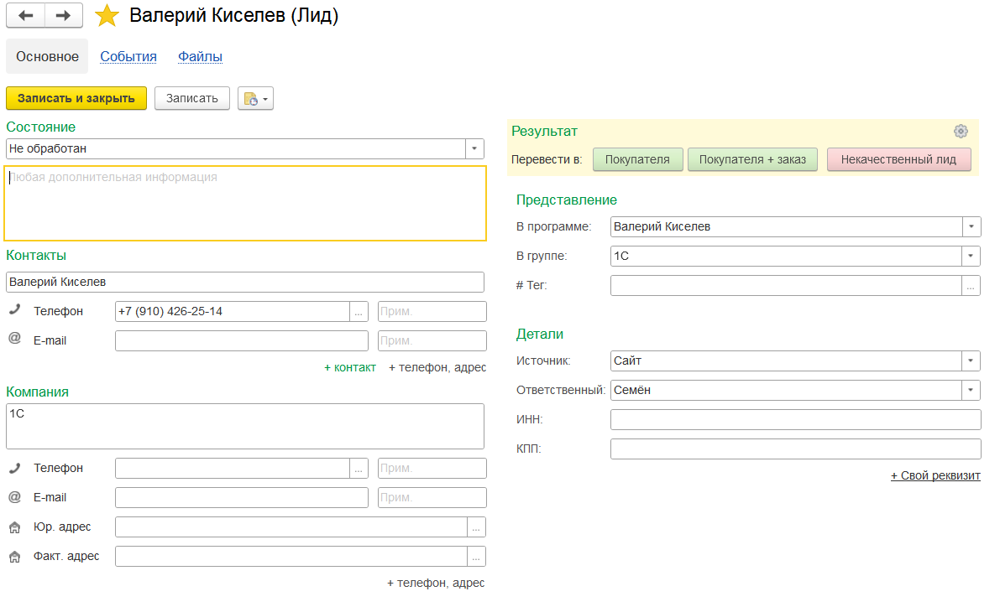 Валерий Киселев (Лид)
Основное События Файлы
Записать и закрыть Записать
Состояние
Не обработан
Любая дополнительная информация
Контакты
Валерий Киселев
Телефон +7 (910) 426-25-14 ... Прим.
@ E-mail Прим.
+ контакт + телефон, адрес
Компания
1С
Телефон ... Прим.
@ E-mail Прим.
Юр. адрес ...
Факт. адрес ...
+ телефон, адрес
Результат
Перевести в: Покупателя Покупателя + заказ Некачественный лид
Представление
В программе: Валерий Киселев
В группе: 1С
# Тег: ...
Детали
Источник: Сайт
Ответственный: Семён
ИНН:
КПП:
+ Свой реквизит